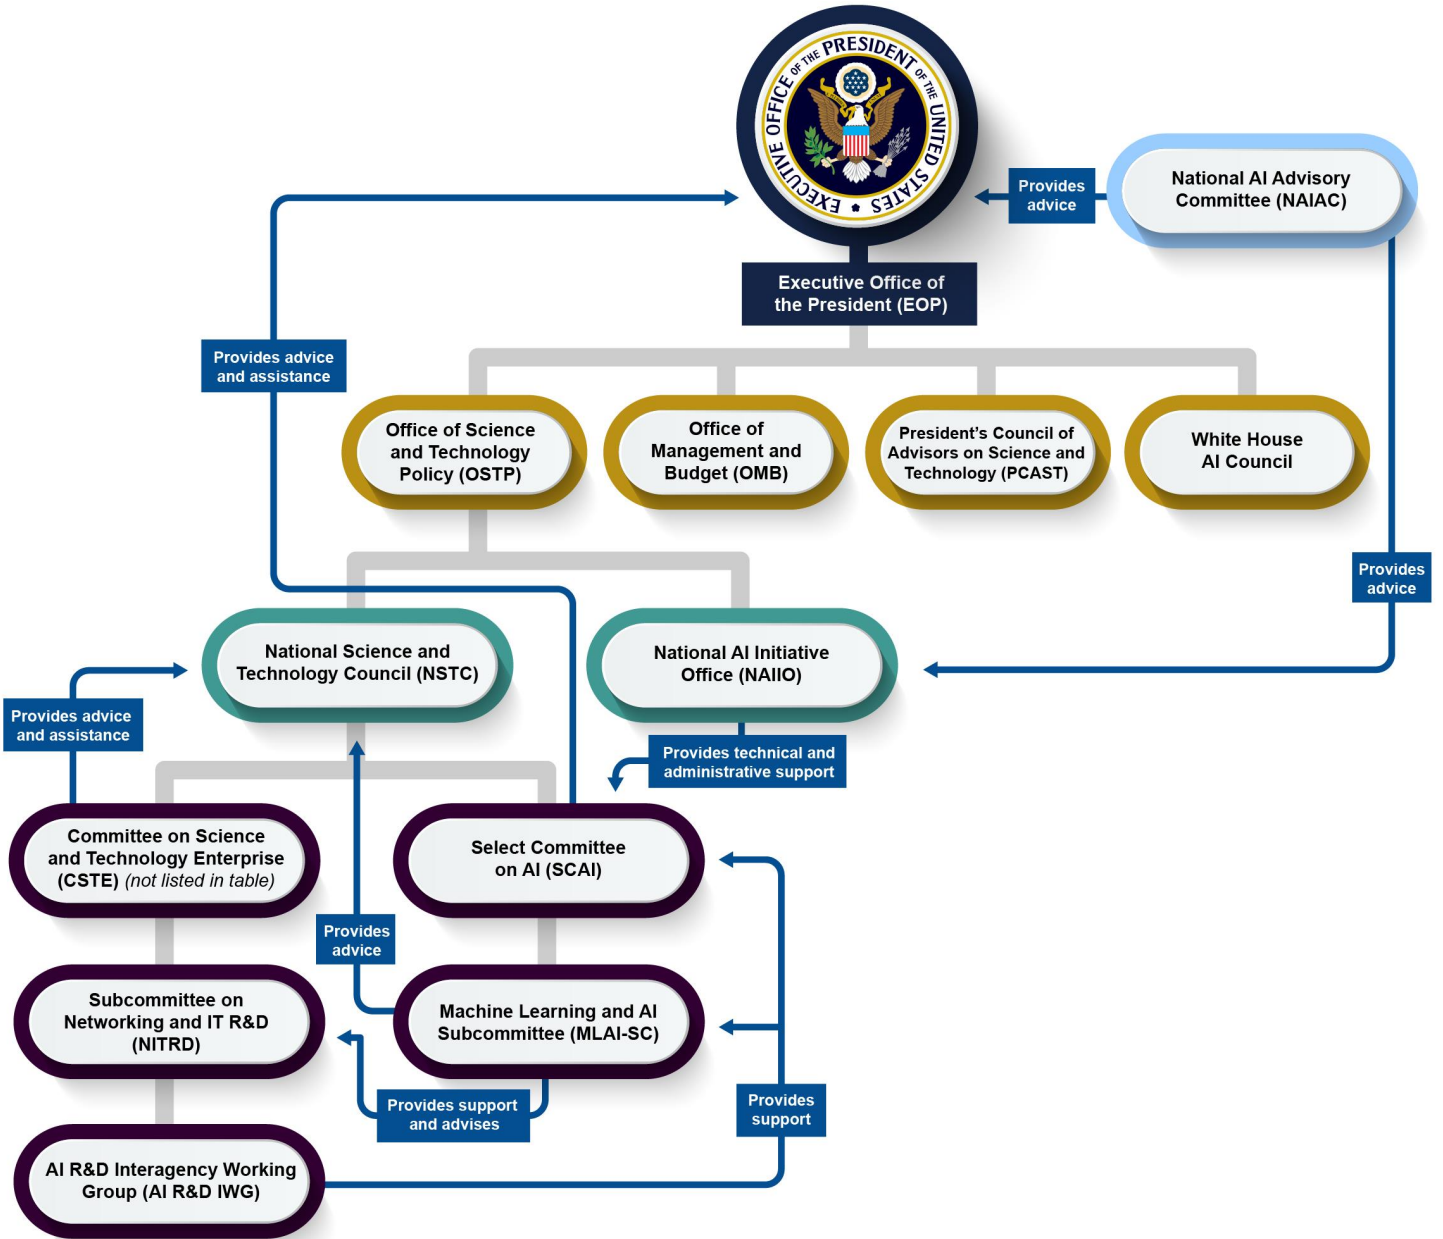 EXECUTIVE OFFICE OF THE PRESIDENT OF THE UNITED STATES
Provides
advice
National AI Advisory
Committee (NAIAC)
Executive Office of
the President (EOP)
Provides advice
and assistance
Office of Science
and Technology
Policy (OSTP)
Office of
Management and
Budget (OMB)
President’s Council of
Advisors on Science and
Technology (PCAST)
White House
AI Council
Provides
advice
National Science and
Technology Council (NSTC)
National AI Initiative
Office (NAIIO)
Provides advice
and assistance
Provides technical and
administrative support
Committee on Science
and Technology Enterprise
(CSTE) (not listed in table)
Select Committee
on AI (SCAI)
Provides
advice
Subcommittee on
Networking and IT R&D
(NITRD)
Machine Learning and AI
Subcommittee (MLAI-SC)
Provides support
and advises
Provides
support
AI R&D Interagency Working
Group (AI R&D IWG)